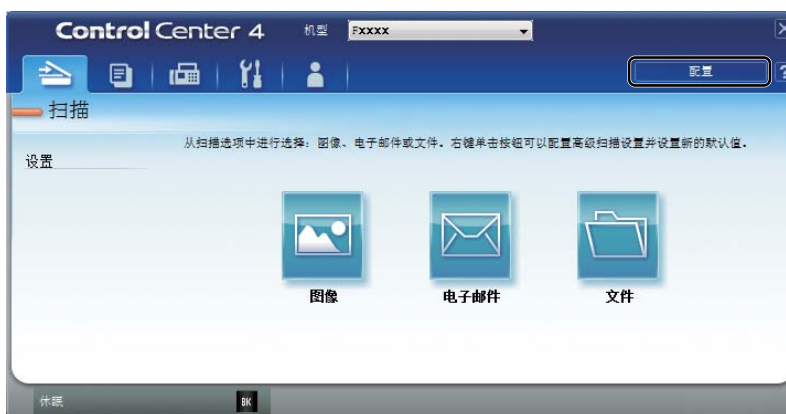 Control Center 4 机型 Fxxxx
配置 ?
扫描
从扫描选项中进行选择：图像、电子邮件或文件。右键单击按钮可以配置高级扫描设置并设置新的默认值。
设置
图像 电子邮件 文件
休眠 BK